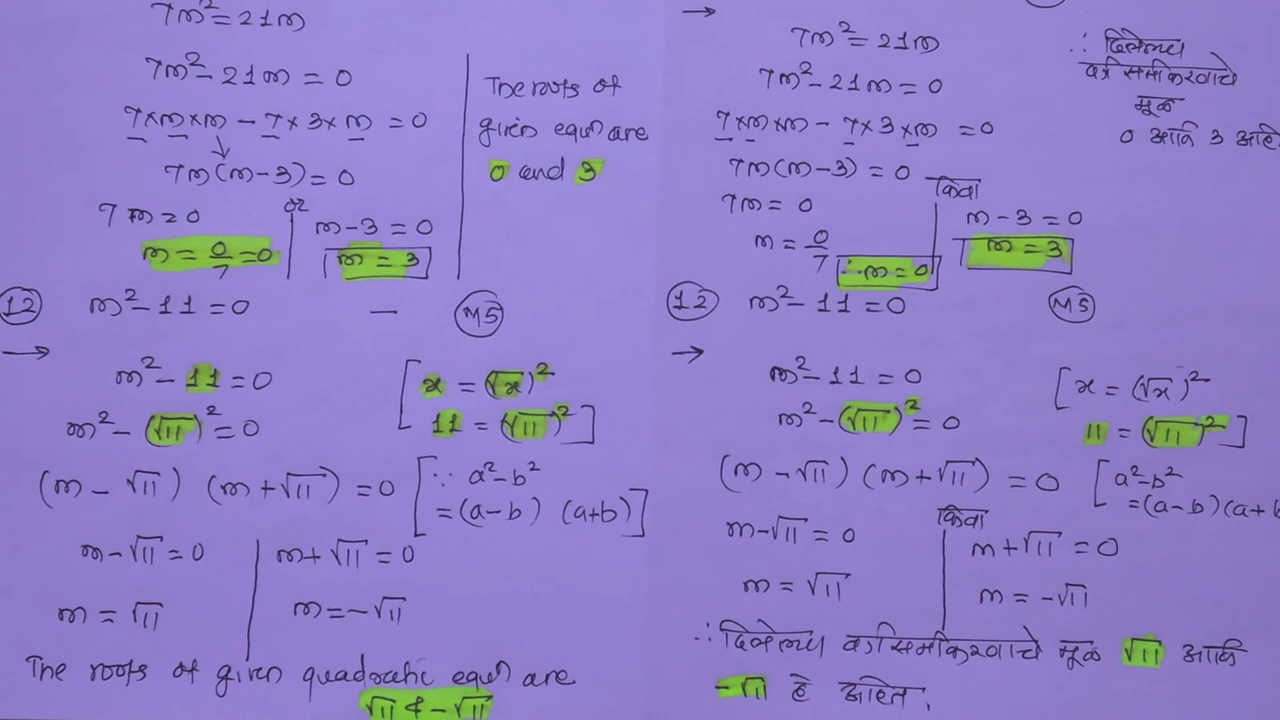 7m² = 21m
7m² - 21m = 0
7×m×m - 7×3×m = 0
7m(m-3) = 0
7m = 0 or m-3 = 0
m = 0/7 = 0 m = 3
The roots of
given equⁿ are
0 and 3
12 m² - 11 = 0 — M5
→
m² - 11 = 0 [x = (√x)²
m² - (√11)² = 0 11 = (√11)²]
(m - √11) (m + √11) = 0 [∵ a² - b²
= (a-b) (a+b)]
m - √11 = 0 m + √11 = 0
m = √11 m = -√11
The roots of given quadratic equⁿ are
√11 & -√11
→
7m² = 21m
7m² - 21m = 0
7×m×m - 7×3×m = 0
7m(m-3) = 0
7m = 0 किंवा m-3 = 0
m = 0/7 ∴ m = 0 m = 3
∴ दिलेल्या
वर्गसमीकरणाचे
मूळ
0 आणि 3 आहे
12 m² - 11 = 0 M5
→
m² - 11 = 0 [x = (√x)²
m² - (√11)² = 0 11 = (√11)²]
(m - √11) (m + √11) = 0 [a² - b²
= (a-b)(a+b
m - √11 = 0 किंवा m + √11 = 0
m = √11 m = -√11
∴ दिलेल्या वर्गसमीकरणाचे मूळ √11 आणि
-√11 हे आहेत.